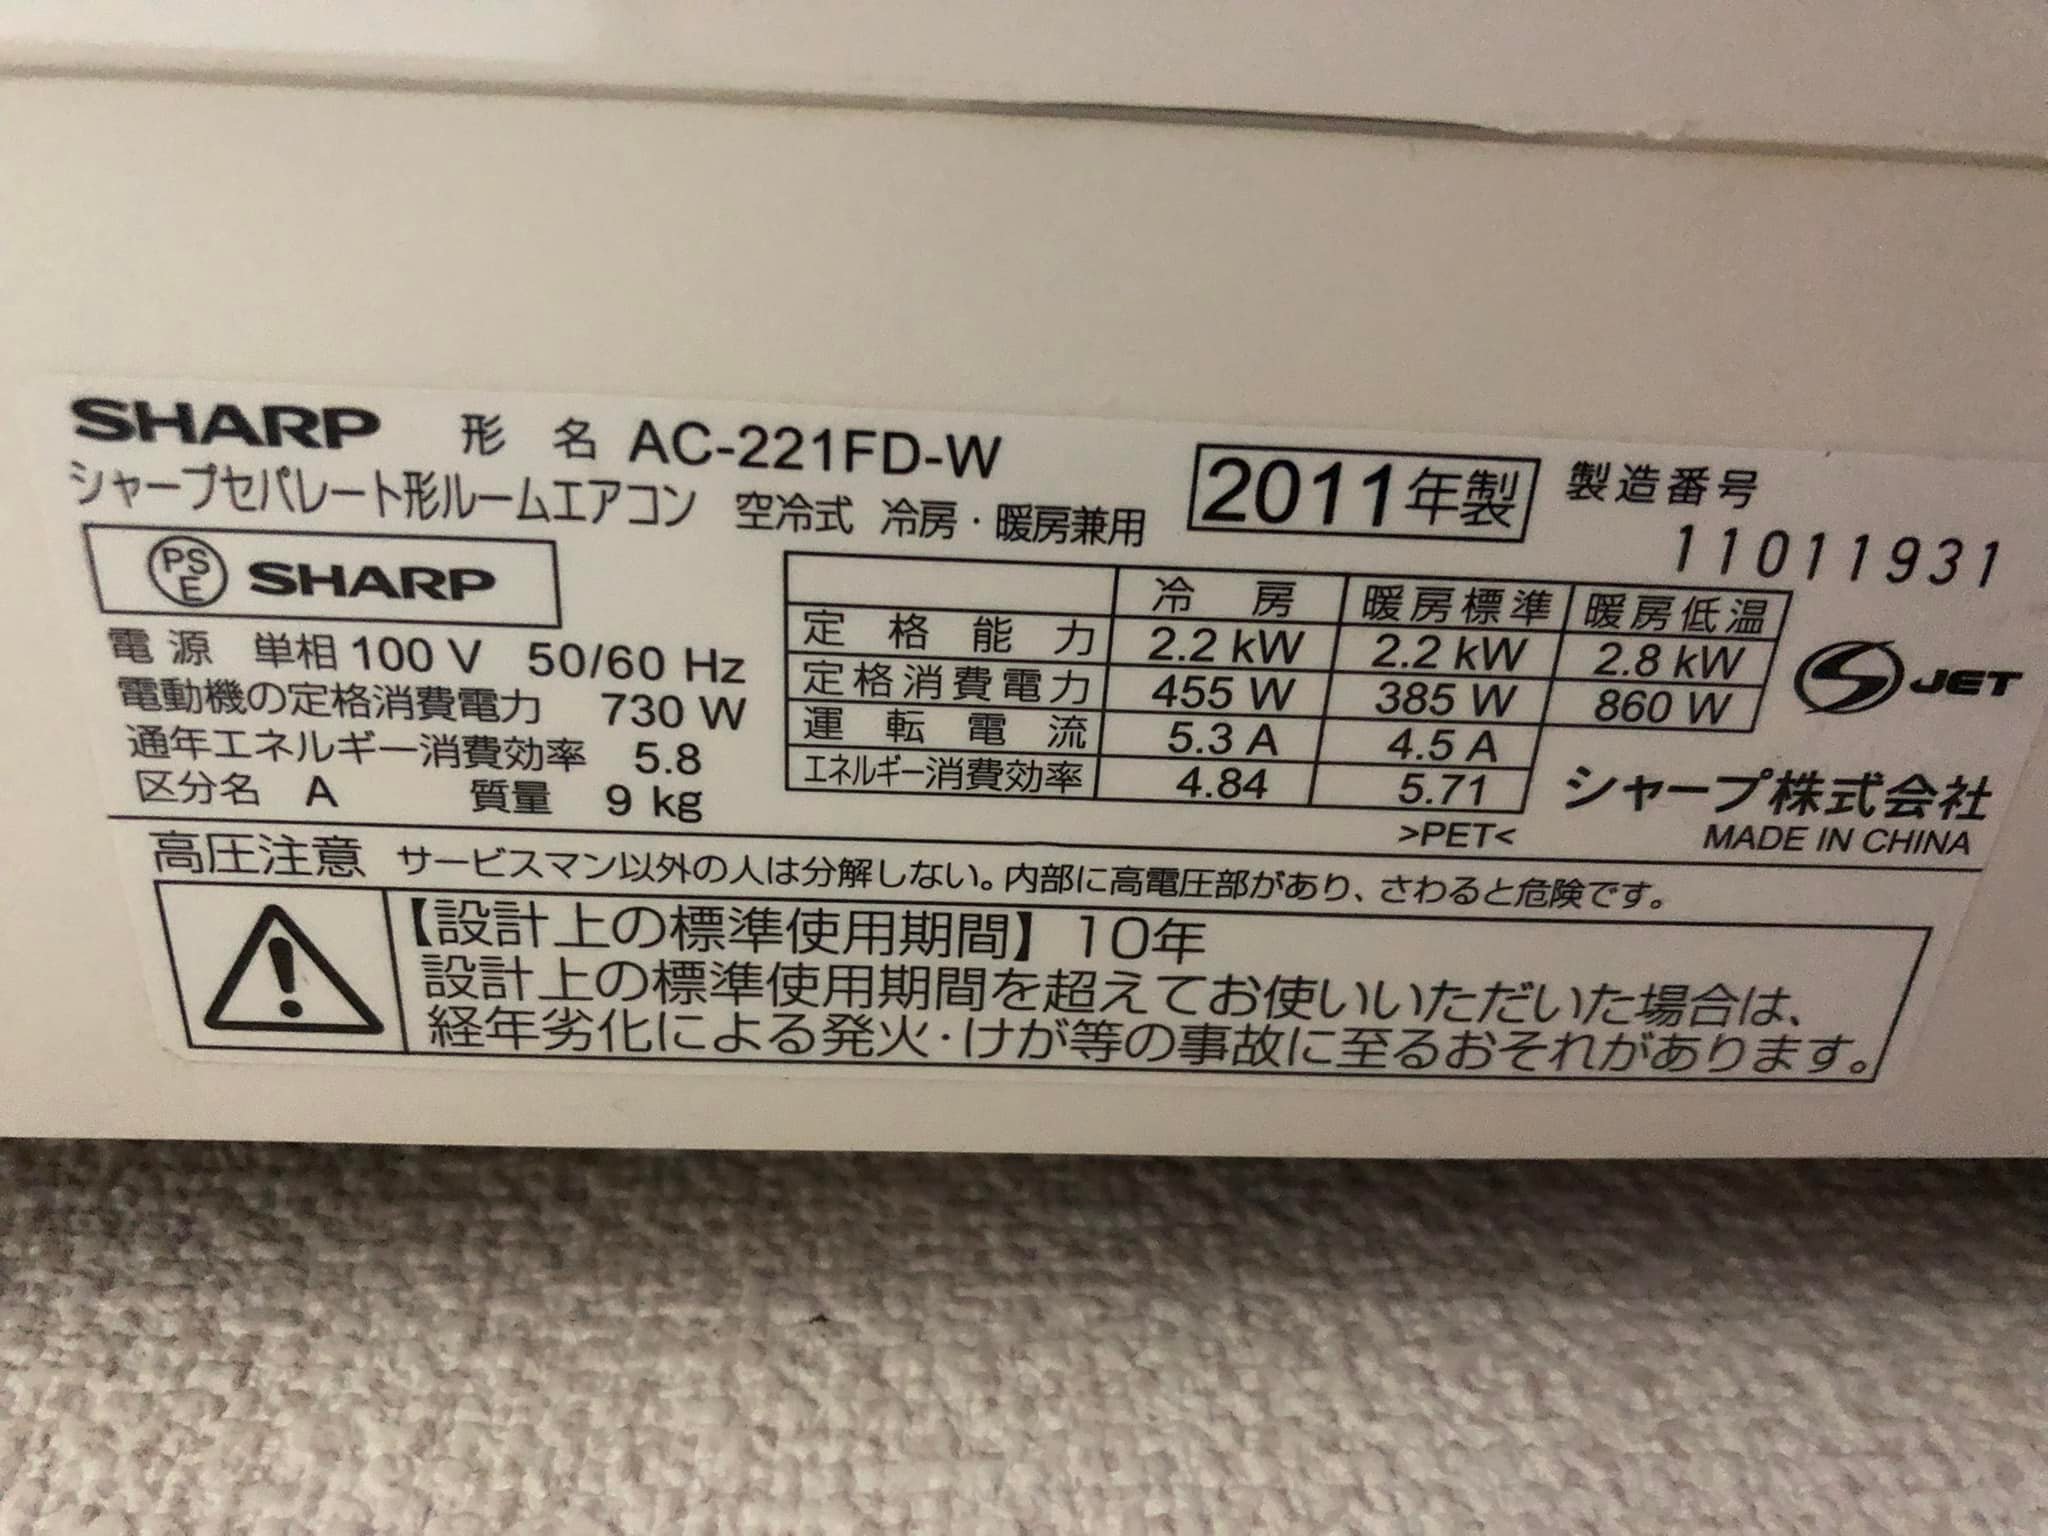 SHARP 形名 AC-221FD-W
シャープセパレート形ルームエアコン 空冷式 冷房・暖房兼用
2011年製
製造番号
11011931
PSE SHARP
電源 単相 100 V 50/60 Hz
電動機の定格消費電力 730 W
通年エネルギー消費効率 5.8
区分名 A 質量 9 kg
冷房 暖房標準 暖房低温
定格能力 2.2 kW 2.2 kW 2.8 kW
定格消費電力 455 W 385 W 860 W
運転電流 5.3 A 4.5 A
エネルギー消費効率 4.84 5.71
>PET<
S JET
シャープ株式会社
MADE IN CHINA
高圧注意 サービスマン以外の人は分解しない。内部に高電圧部があり、さわると危険です。
【設計上の標準使用期間】10年
設計上の標準使用期間を超えてお使いいただいた場合は、
経年劣化による発火・けが等の事故に至るおそれがあります。